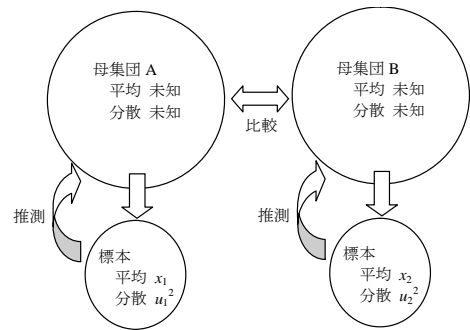 母集団 A
平均 未知
分散 未知
母集団 B
平均 未知
分散 未知
比較
推測
標本
平均 x₁
分散 u₁²
推測
標本
平均 x₂
分散 u₂²